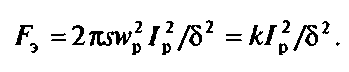 Fэ = 2πswр²Iр²/δ² = kIр²/δ².